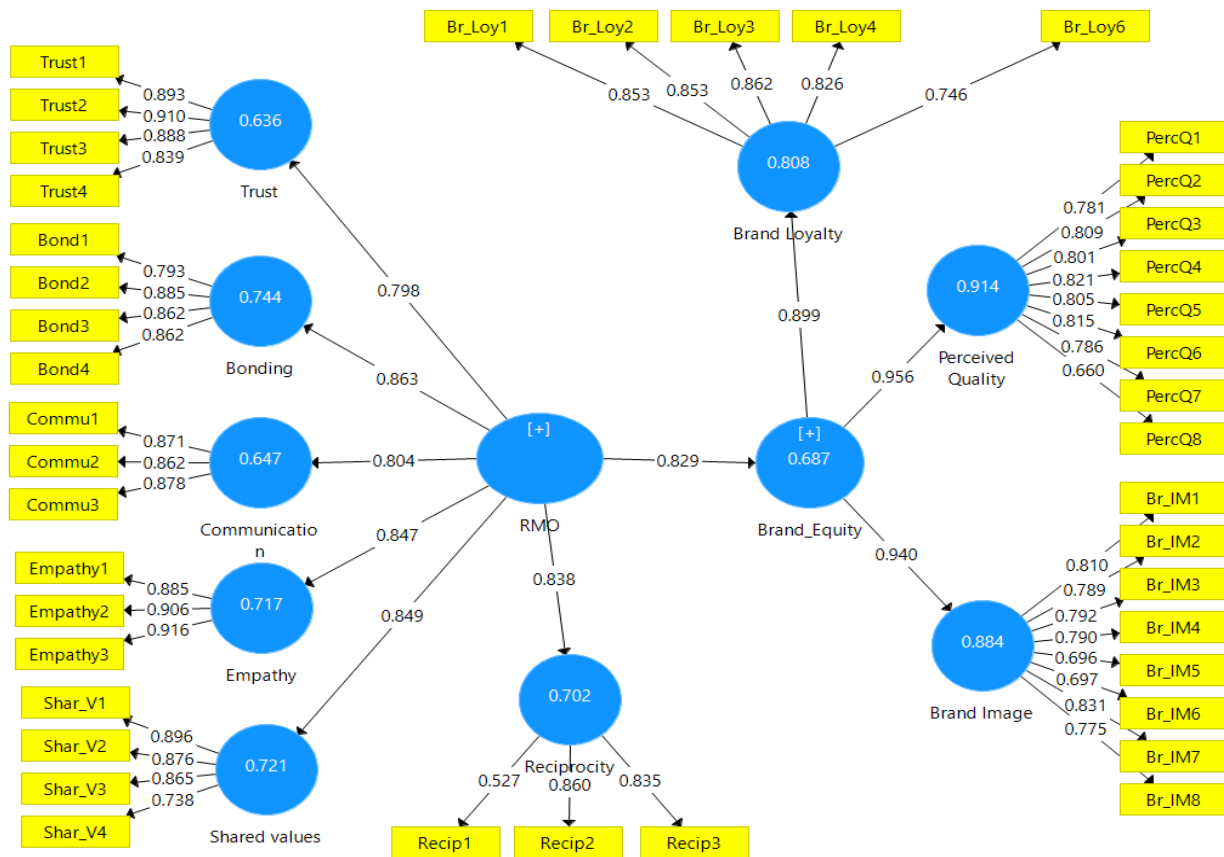 Br_Loy1
Br_Loy2
Br_Loy3
Br_Loy4
Br_Loy6
0.853
0.853
0.862
0.826
0.746
0.808
Brand Loyalty
Trust1
Trust2
Trust3
Trust4
0.893
0.910
0.888
0.839
0.636
Trust
Bond1
Bond2
Bond3
Bond4
0.793
0.885
0.862
0.862
0.744
Bonding
Commu1
Commu2
Commu3
0.871
0.862
0.878
0.647
Communicatio
n
Empathy1
Empathy2
Empathy3
0.885
0.906
0.916
0.717
Empathy
Shar_V1
Shar_V2
Shar_V3
Shar_V4
0.896
0.876
0.865
0.738
0.721
Shared values
0.798
0.863
0.804
0.847
0.849
0.838
[+]
RMO
0.829
0.702
Reciprocity
0.527
0.860
0.835
Recip1
Recip2
Recip3
[+]
0.687
Brand_Equity
0.899
0.956
0.940
0.914
Perceived
Quality
0.781
0.809
0.801
0.821
0.805
0.815
0.786
0.660
PercQ1
PercQ2
PercQ3
PercQ4
PercQ5
PercQ6
PercQ7
PercQ8
0.884
Brand Image
0.810
0.789
0.792
0.790
0.696
0.697
0.831
0.775
Br_IM1
Br_IM2
Br_IM3
Br_IM4
Br_IM5
Br_IM6
Br_IM7
Br_IM8